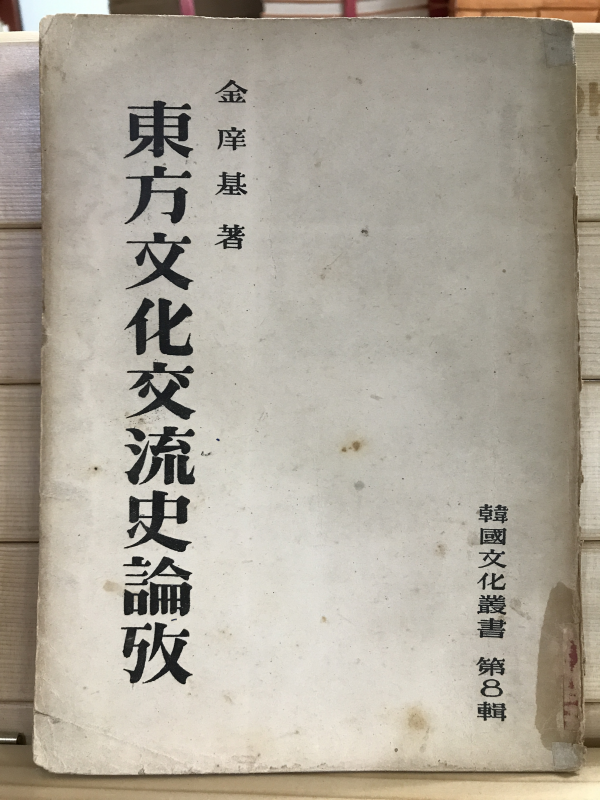 韓國文化叢書 第8輯
金庠基 著
東方文化交流史論攷